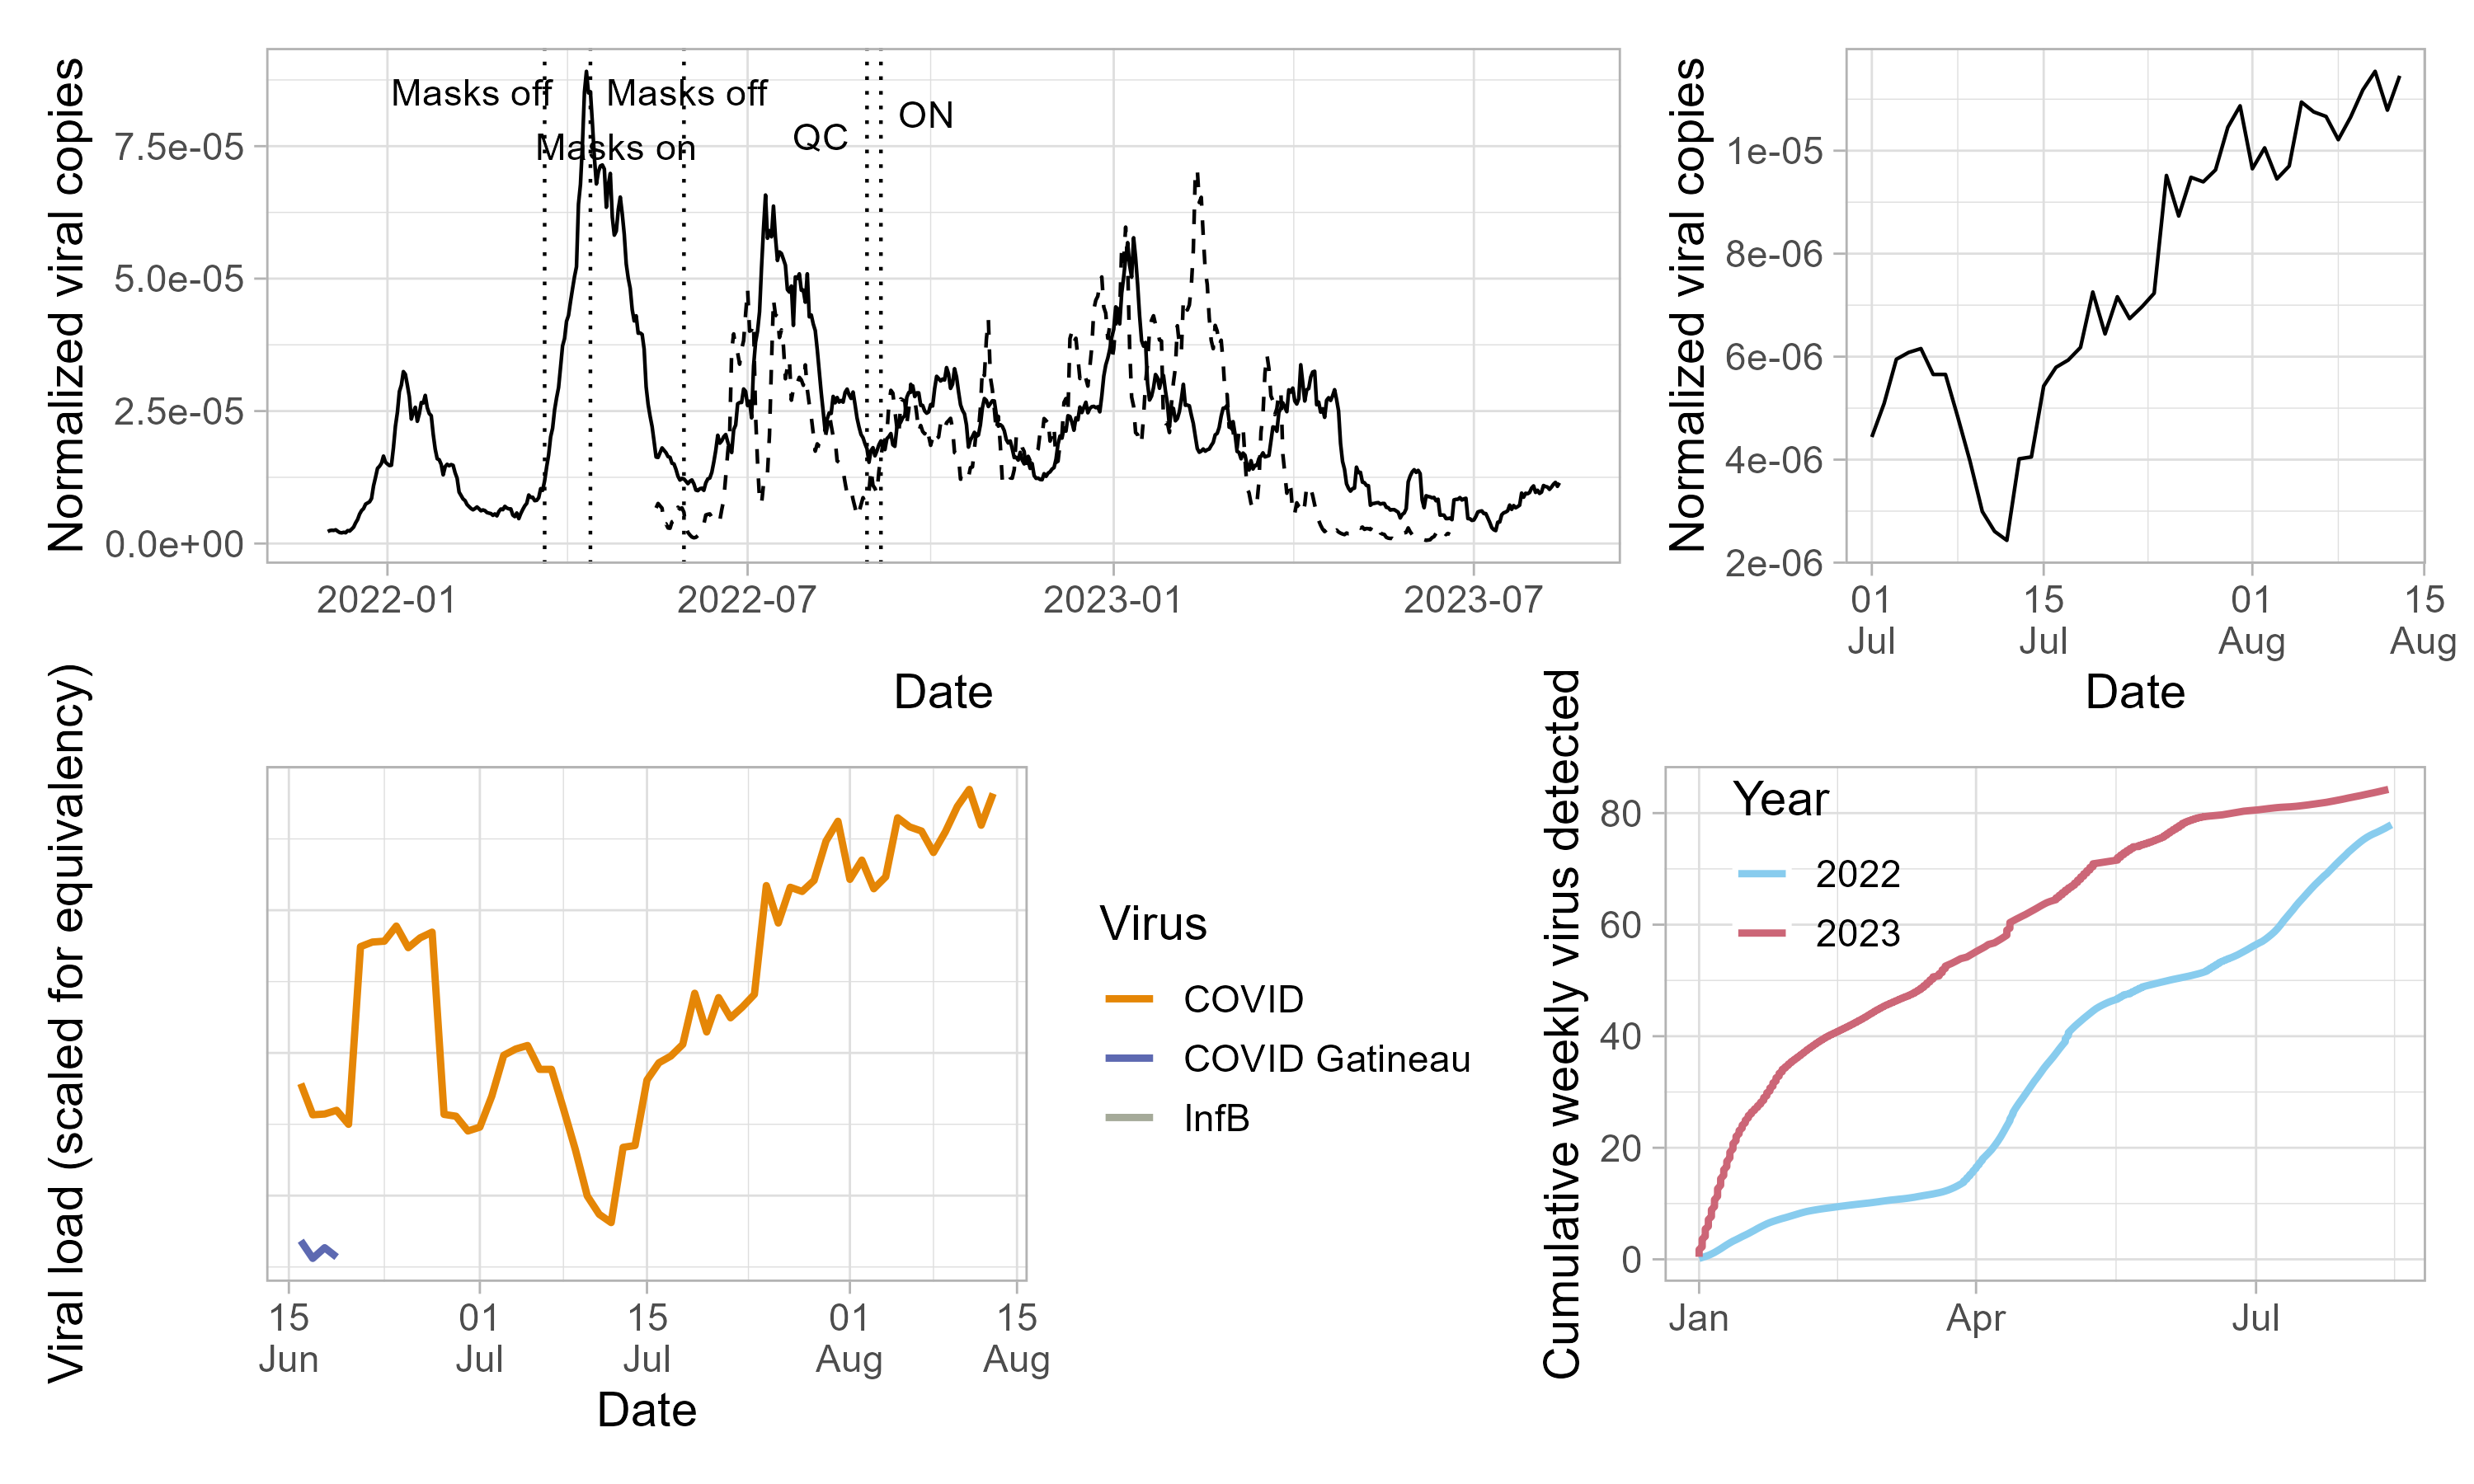 Normalized viral copies
7.5e-05
5.0e-05
2.5e-05
0.0e+00
Masks off
Masks off
Masks on
QC
ON
2022-01
2022-07
2023-01
2023-07
Date
Normalized viral copies
1e-05
8e-06
6e-06
4e-06
2e-06
01
Jul
15
Jul
01
Aug
15
Aug
Date
Viral load (scaled for equivalency)
15
Jun
01
Jul
15
Jul
01
Aug
15
Aug
Date
Virus
COVID
COVID Gatineau
InfB
Cumulative weekly virus detected
80
60
40
20
0
Year
2022
2023
Jan
Apr
Jul